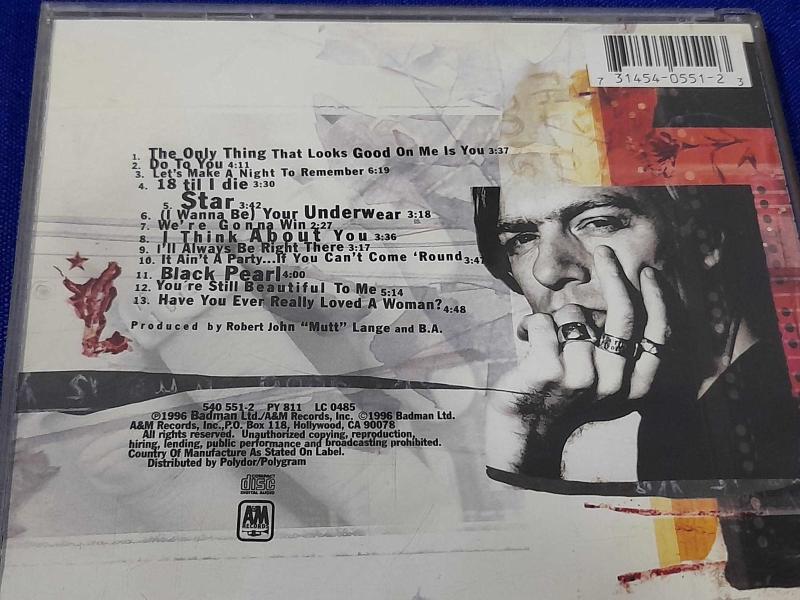 7 31454-0551-2 3
1. The Only Thing That Looks Good On Me Is You 3:37
2. Do To You 4:11
3. Let's Make A Night To Remember 6:19
4. 18 til I die 3:30
5. Star 3:42
6. (I Wanna Be) Your Underwear 3:18
7. We're Gonna Win 2:27
8. I Think About You 3:36
9. I'll Always Be Right There 3:17
10. It Ain't A Party...If You Can't Come 'Round 3:47
11. Black Pearl 4:00
12. You're Still Beautiful To Me 5:14
13. Have You Ever Really Loved A Woman? 4:48
Produced by Robert John "Mutt" Lange and B.A.
540 551-2 PY 811 LC 0485
℗1996 Badman Ltd./A&M Records, Inc. ©1996 Badman Ltd.
A&M Records, Inc., P.O. Box 118, Hollywood, CA 90078
All rights reserved. Unauthorized copying, reproduction,
hiring, lending, public performance and broadcasting prohibited.
Country Of Manufacture As Stated On Label.
Distributed by Polydor/Polygram
COMPACT
disc
DIGITAL AUDIO
A&M
RECORDS